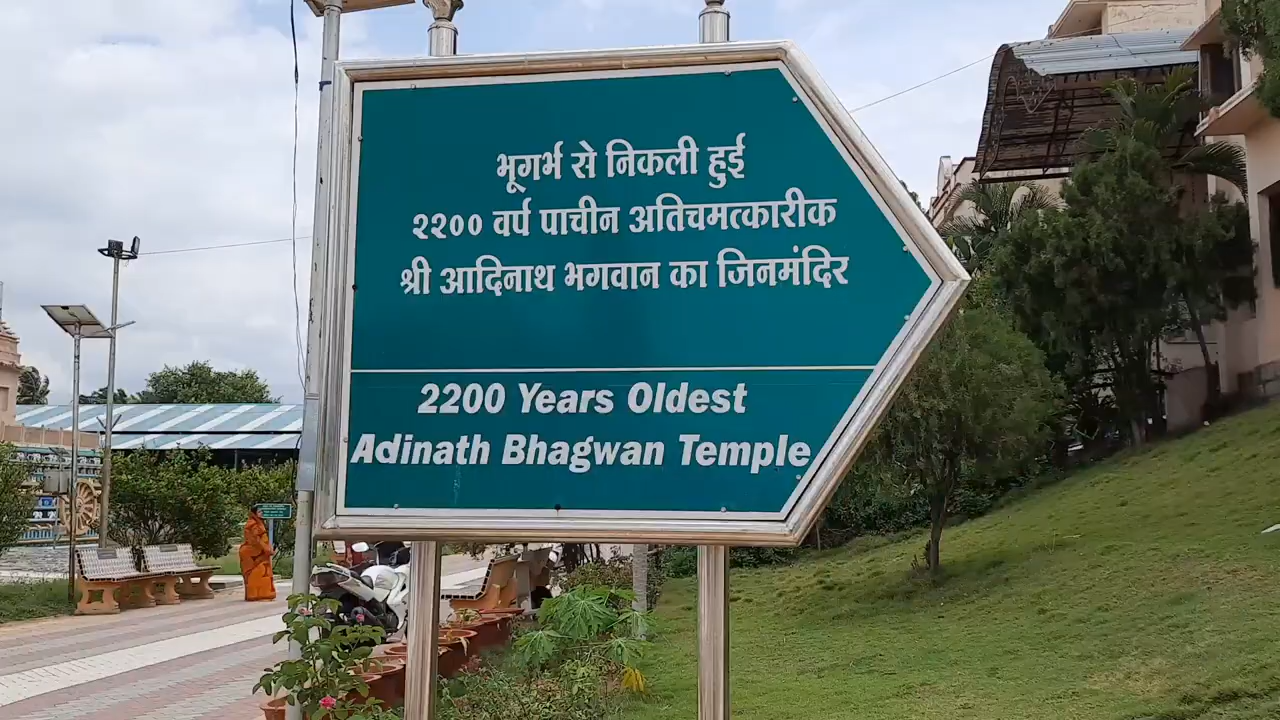 भूगर्भ से निकली हुई
२२०० वर्ष पाचीन अतिचमत्कारीक
श्री आदिनाथ भगवान का जिनमंदिर
2200 Years Oldest
Adinath Bhagwan Temple